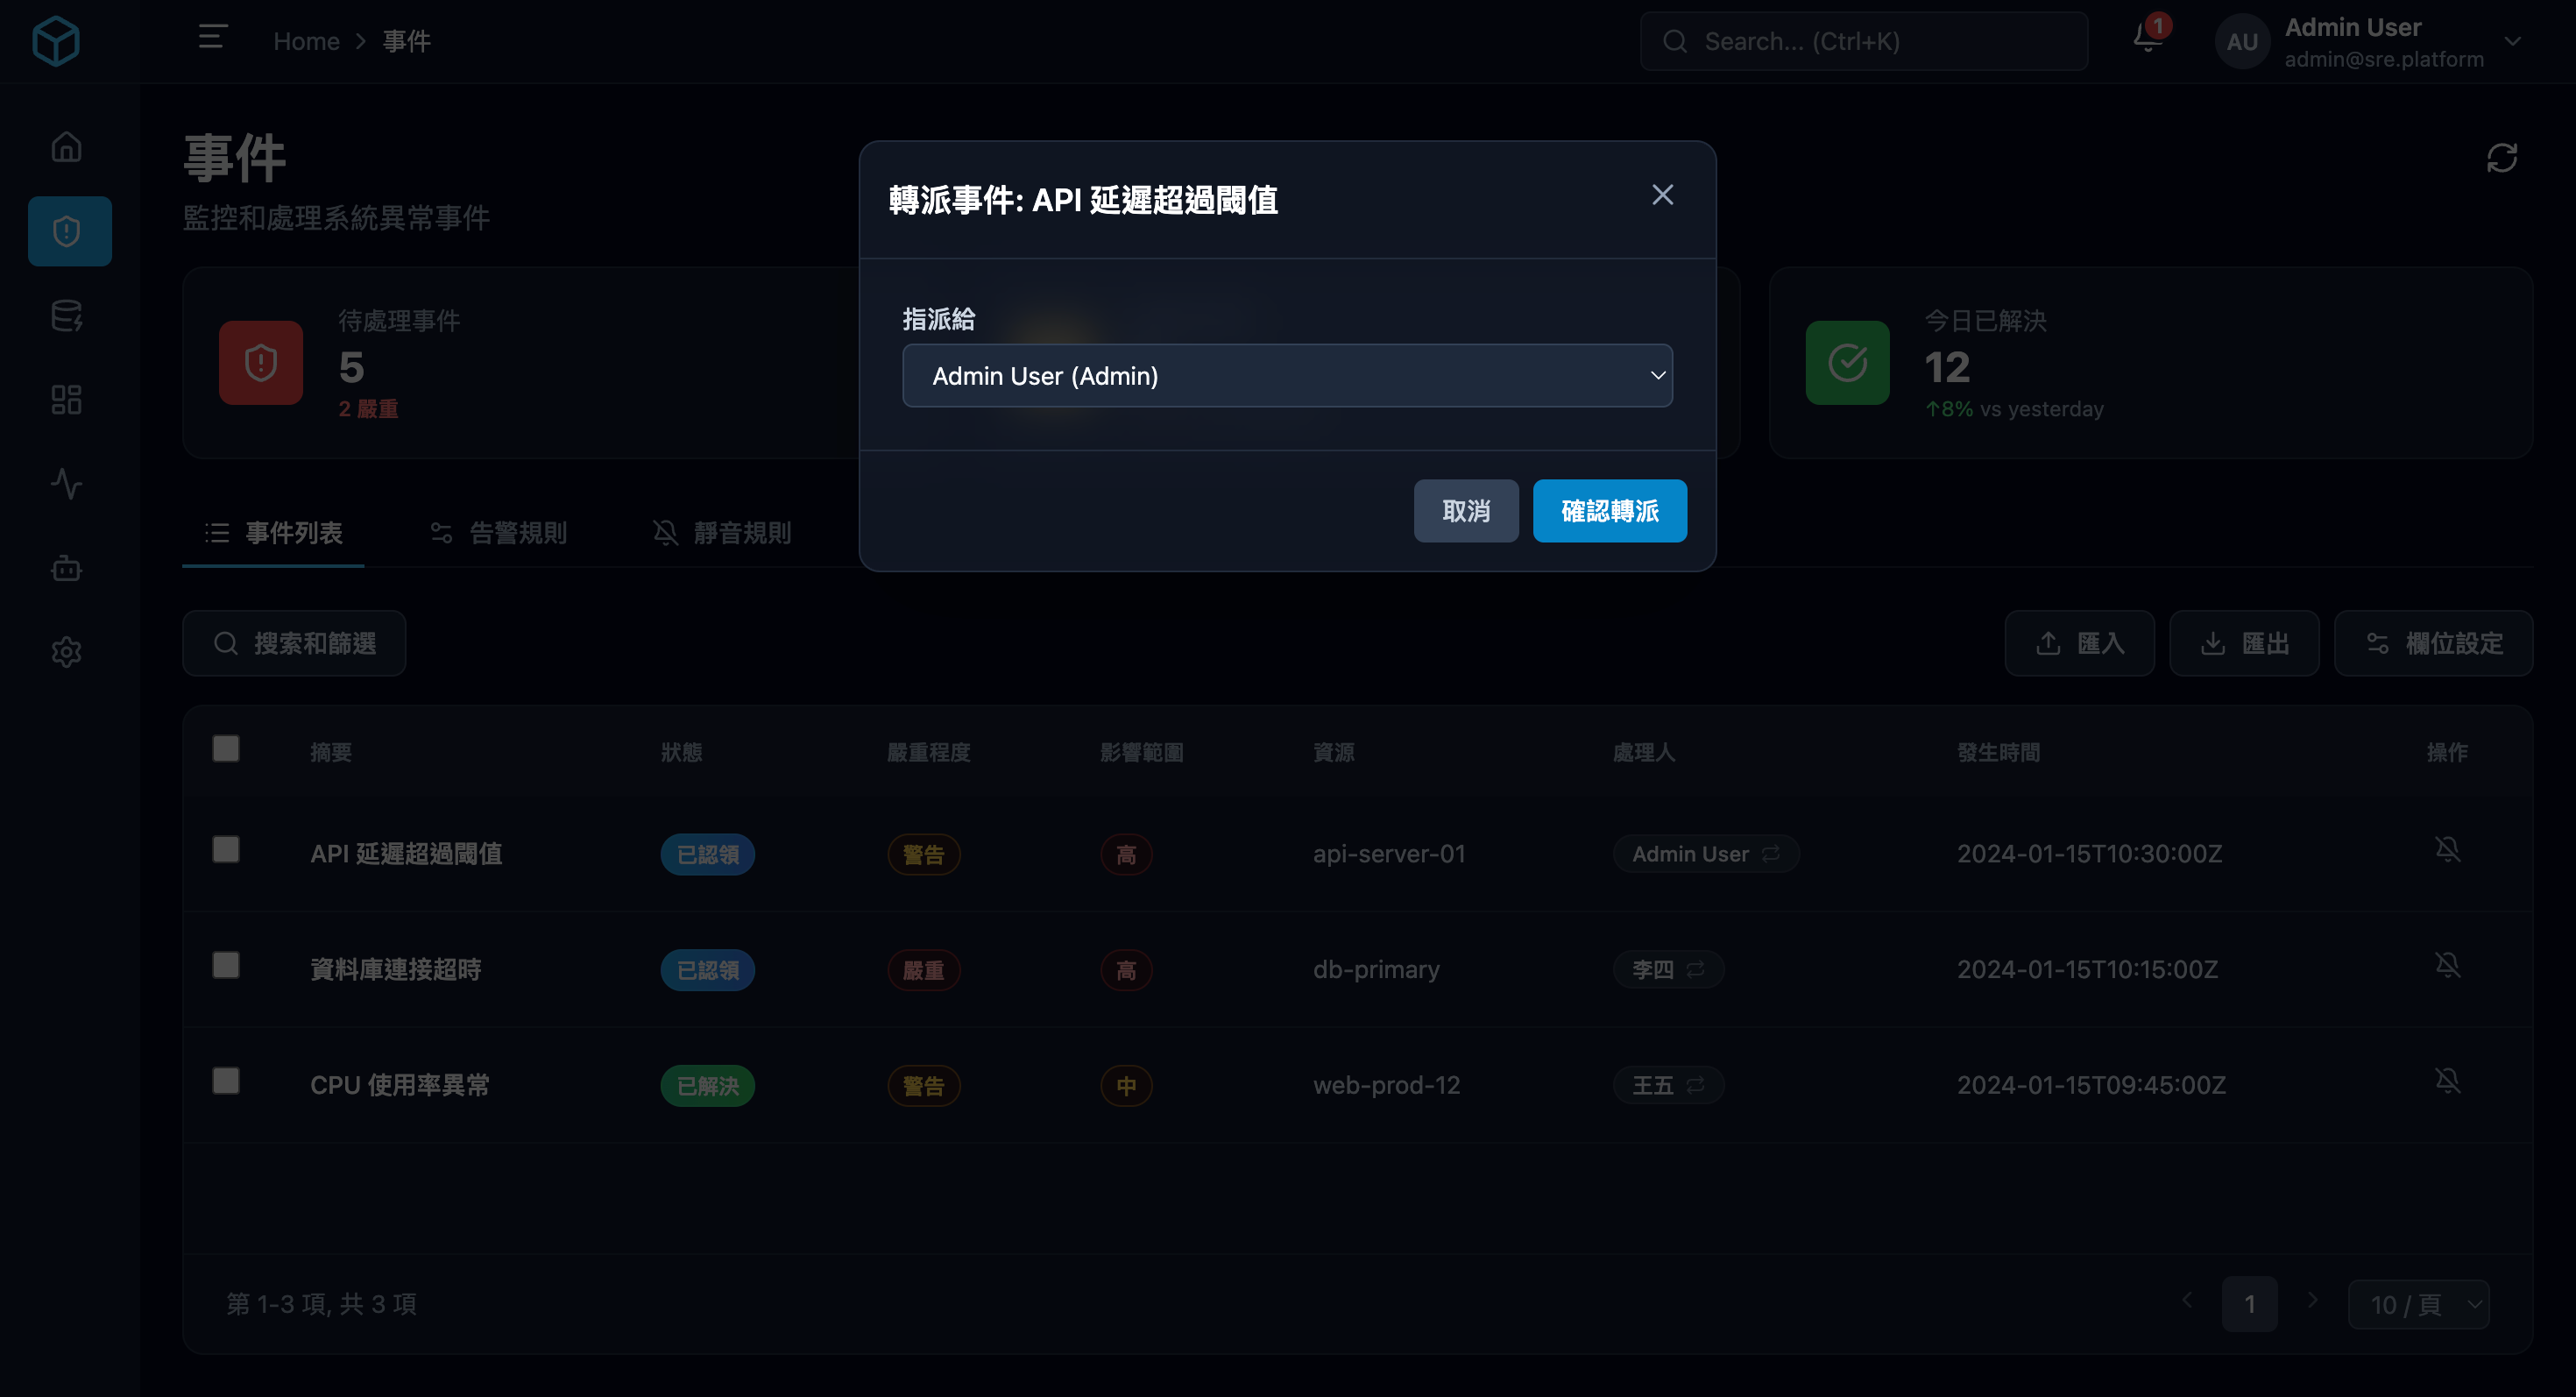 Home > 事件
Search... (Ctrl+K)
1
AU
Admin User
admin@sre.platform
事件
監控和處理系統異常事件
轉派事件: API 延遲超過閾值
指派給
Admin User (Admin)
取消
確認轉派
待處理事件
5
2 嚴重
今日已解決
12
↑8% vs yesterday
事件列表
告警規則
靜音規則
搜索和篩選
匯入
匯出
欄位設定
摘要 狀態 嚴重程度 影響範圍 資源 處理人 發生時間 操作
API 延遲超過閾值 已認領 警告 高 api-server-01 Admin User 2024-01-15T10:30:00Z
資料庫連接超時 已認領 嚴重 高 db-primary 李四 2024-01-15T10:15:00Z
CPU 使用率異常 已解決 警告 中 web-prod-12 王五 2024-01-15T09:45:00Z
第 1-3 項, 共 3 項
1
10 / 頁